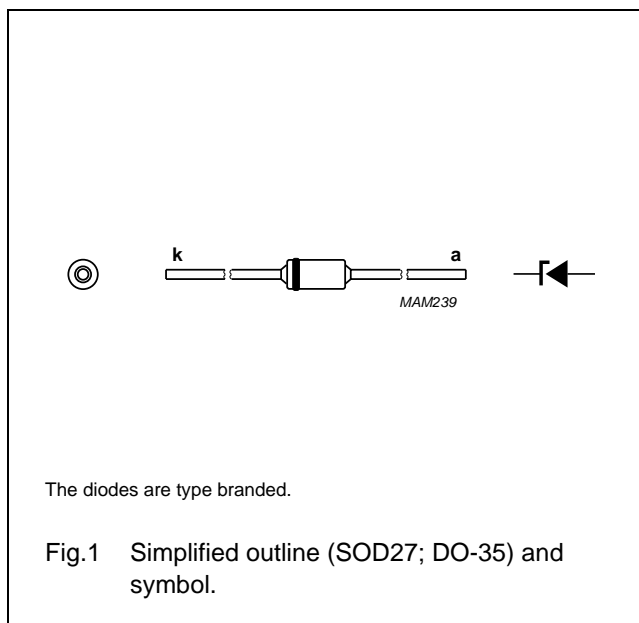 k
a
MAM239
The diodes are type branded.
Fig.1 Simplified outline (SOD27; DO-35) and
symbol.